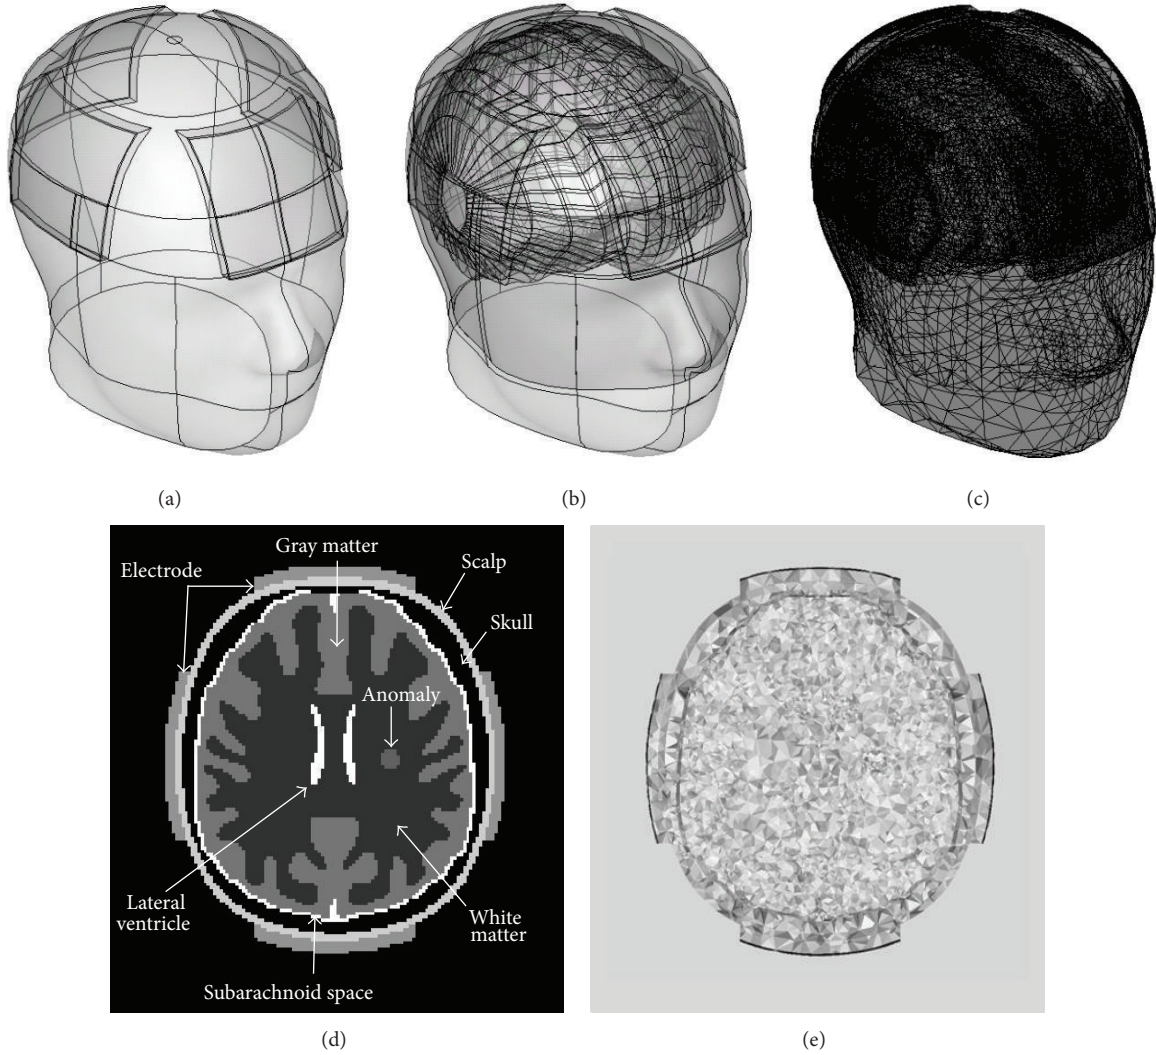 (a)
(b)
(c)
Gray matter
Electrode
Scalp
Skull
Anomaly
Lateral
ventricle
White
matter
Subarachnoid space
(d)
(e)